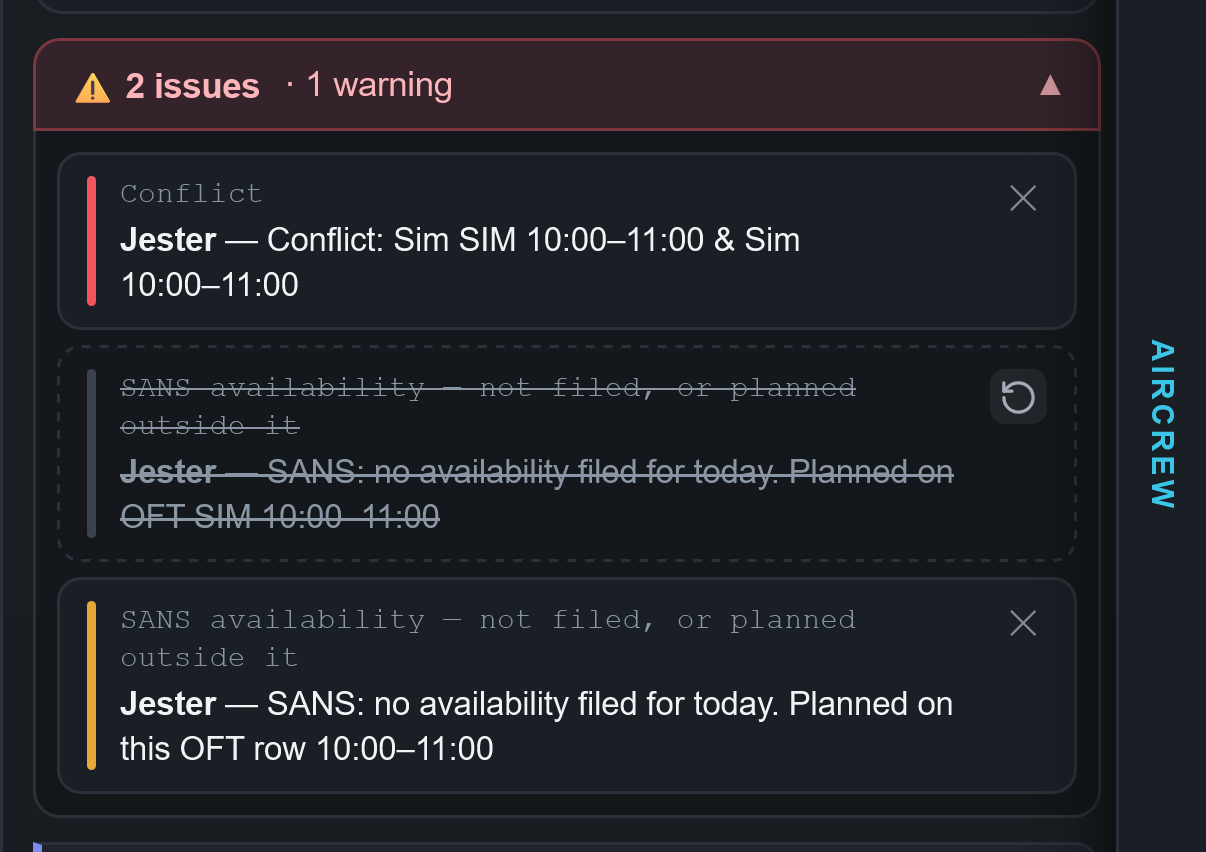 2 issues · 1 warning
Conflict
Jester — Conflict: Sim SIM 10:00–11:00 & Sim
10:00–11:00
SANS availability — not filed, or planned
outside it
Jester — SANS: no availability filed for today. Planned on
OFT SIM 10:00–11:00
SANS availability — not filed, or planned
outside it
Jester — SANS: no availability filed for today. Planned on
this OFT row 10:00–11:00
AIRCREW